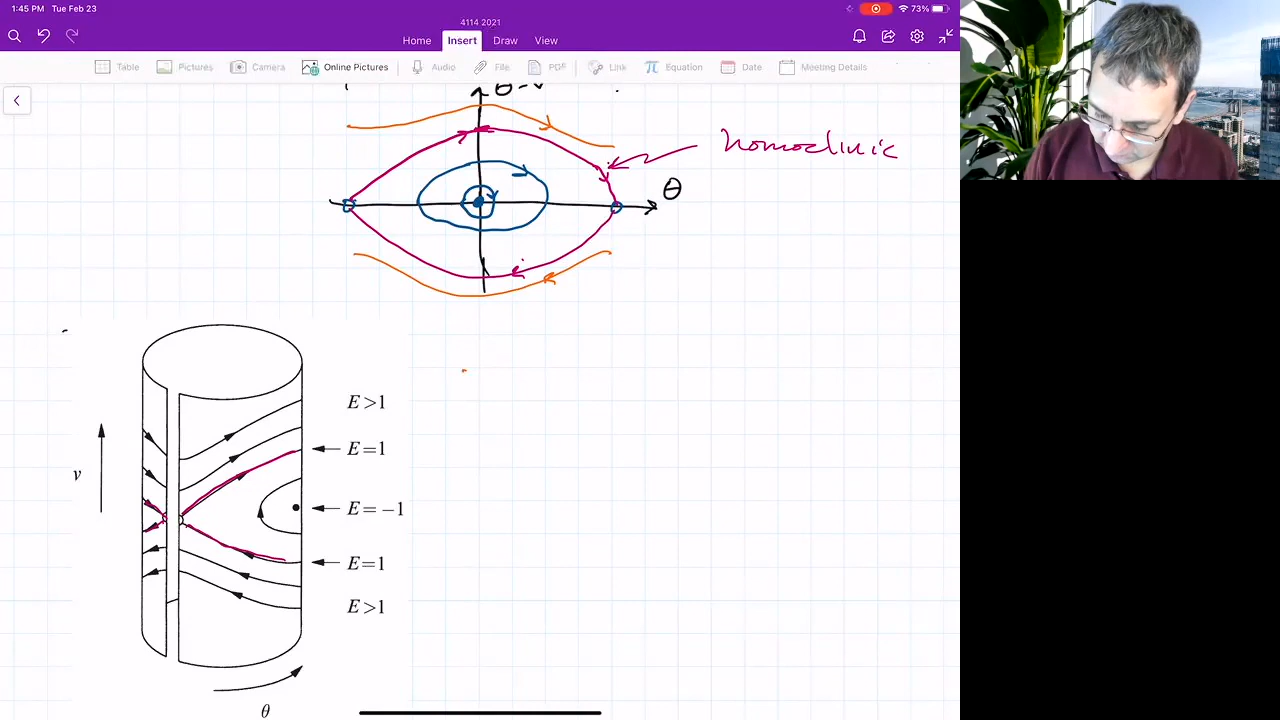 1:45 PM Tue Feb 23
73%
4114 2021
Home Insert Draw View
Table Pictures Camera Online Pictures Audio File PDF Link Equation Date Meeting Details
homoclinic
θ
E>1
E=1
v
E=−1
E=1
E>1
θ